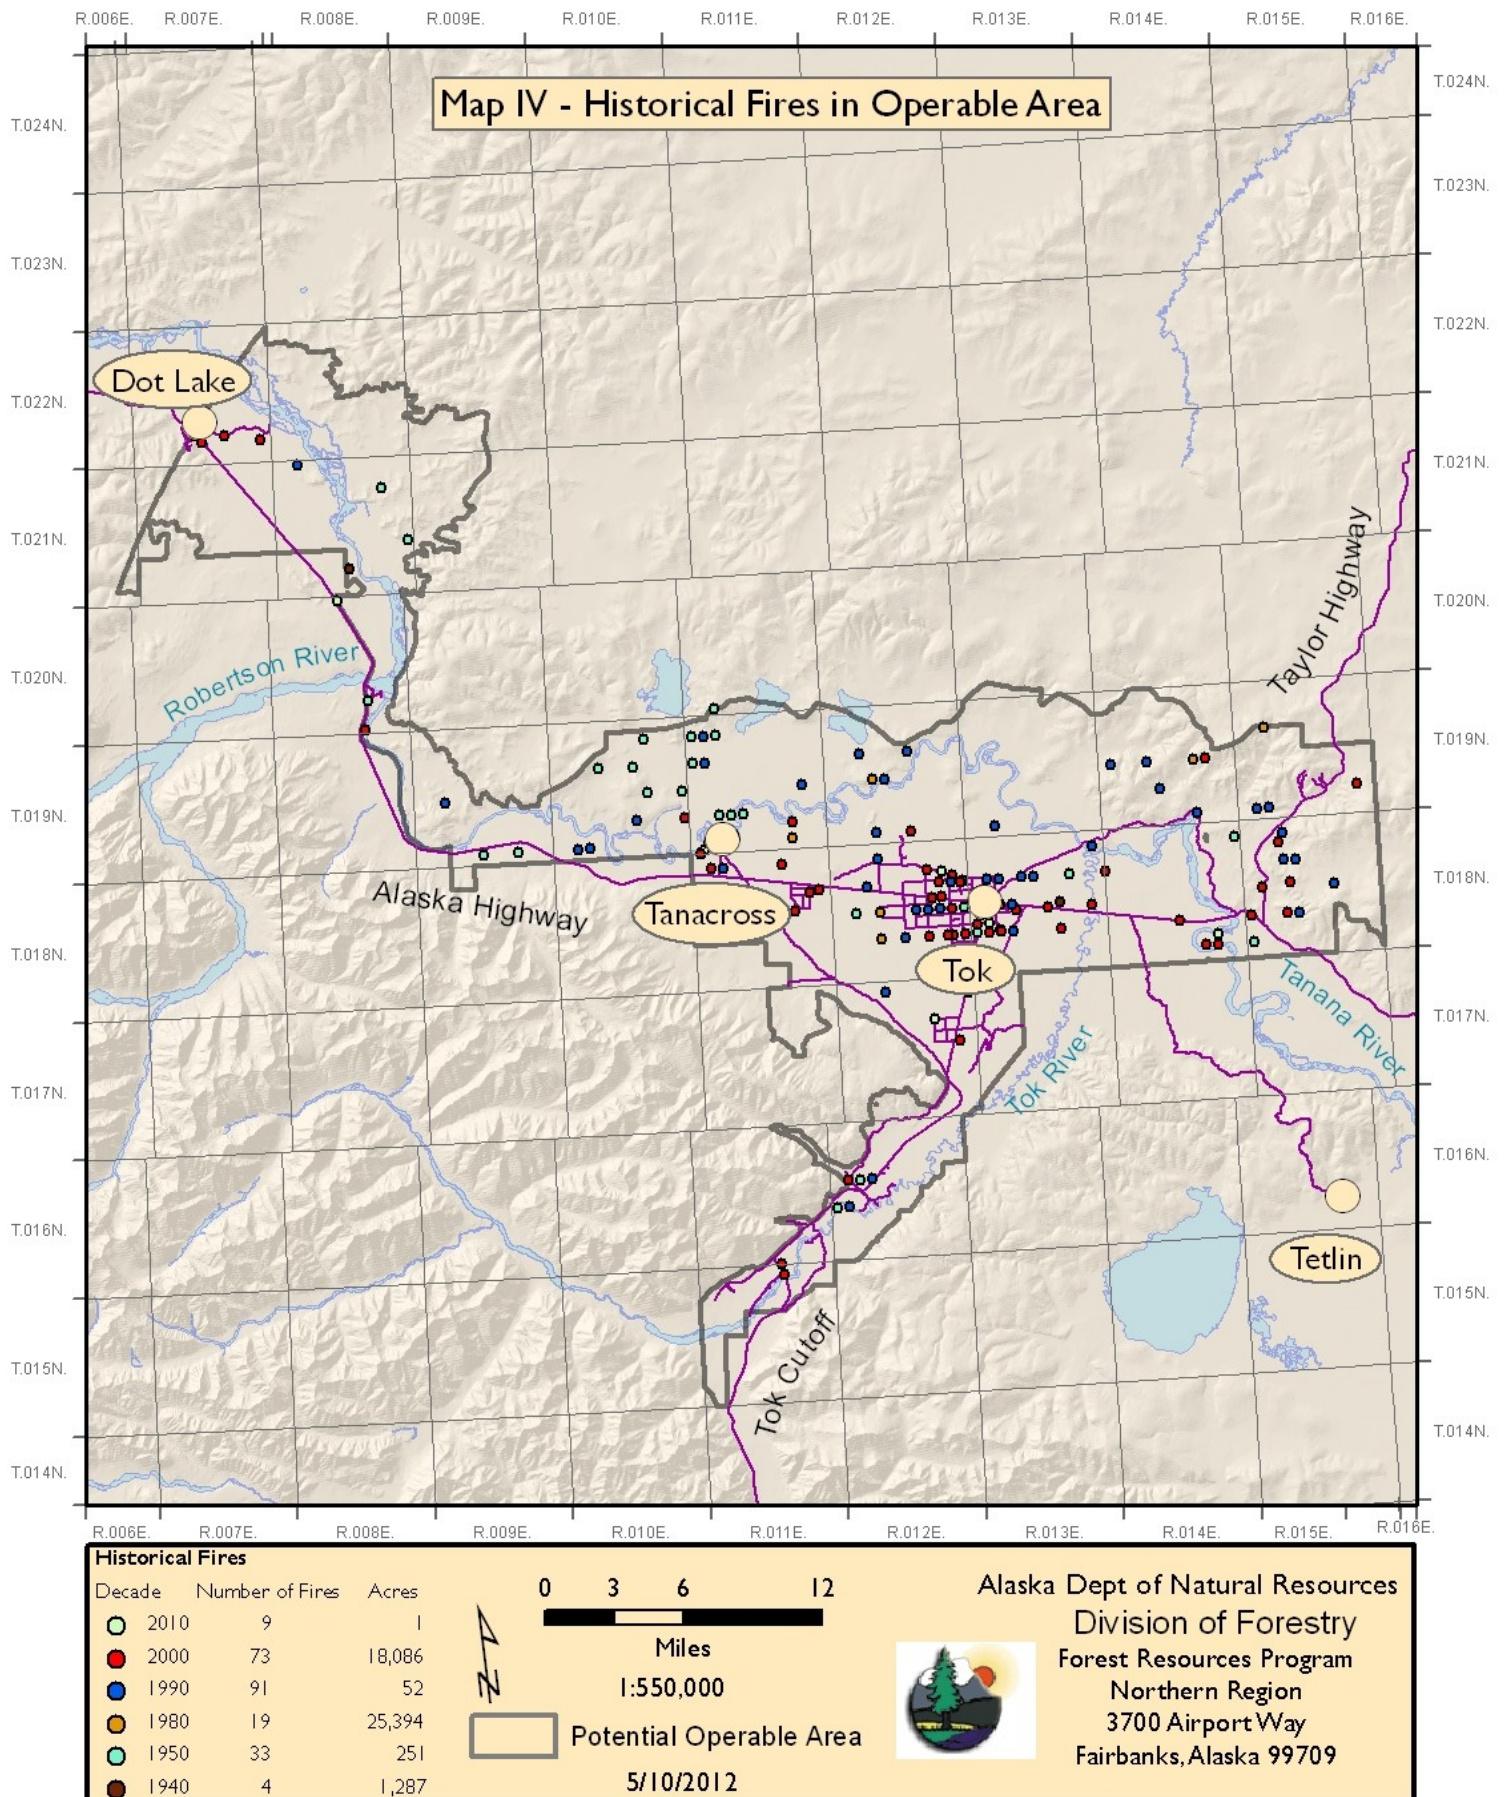 R.006E. R.007E. R.008E. R.009E. R.010E. R.011E. R.012E. R.013E. R.014E. R.015E. R.016E.
Map IV - Historical Fires in Operable Area
T.024N. T.024N.
T.023N.
T.023N.
T.022N.
Dot Lake
T.022N.
T.021N.
T.021N.
Taylor Highway
T.020N.
Robertson River
T.020N.
T.019N.
T.019N.
T.018N.
Alaska Highway
Tanacross
T.018N.
Tok
Tanana River
T.017N.
Tok River
T.017N.
T.016N.
T.016N.
Tetlin
T.015N.
Tok Cutoff
T.015N.
T.014N.
T.014N.
R.006E. R.007E. R.008E. R.009E. R.010E. R.011E. R.012E. R.013E. R.014E. R.015E. R.016E.
Historical Fires
Decade Number of Fires Acres
2010 9 1
2000 73 18,086
1990 91 52
1980 19 25,394
1950 33 251
1940 4 1,287
0 3 6 12
Miles
1:550,000
N
Potential Operable Area
5/10/2012
Alaska Dept of Natural Resources
Division of Forestry
Forest Resources Program
Northern Region
3700 Airport Way
Fairbanks, Alaska 99709